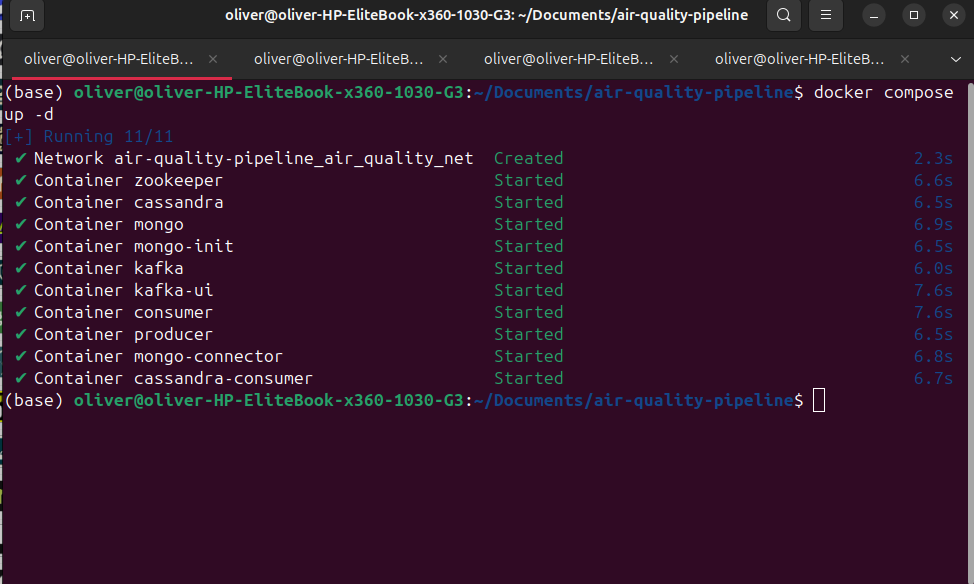 oliver@oliver-HP-EliteBook-x360-1030-G3: ~/Documents/air-quality-pipeline
oliver@oliver-HP-EliteB... × oliver@oliver-HP-EliteB... × oliver@oliver-HP-EliteB... × oliver@oliver-HP-EliteB... ×
(base) oliver@oliver-HP-EliteBook-x360-1030-G3:~/Documents/air-quality-pipeline$ docker compose
up -d
[+] Running 11/11
✔ Network air-quality-pipeline_air_quality_net Created 2.3s
✔ Container zookeeper Started 6.6s
✔ Container cassandra Started 6.5s
✔ Container mongo Started 6.9s
✔ Container mongo-init Started 6.5s
✔ Container kafka Started 6.0s
✔ Container kafka-ui Started 7.6s
✔ Container consumer Started 7.6s
✔ Container producer Started 6.5s
✔ Container mongo-connector Started 6.8s
✔ Container cassandra-consumer Started 6.7s
(base) oliver@oliver-HP-EliteBook-x360-1030-G3:~/Documents/air-quality-pipeline$